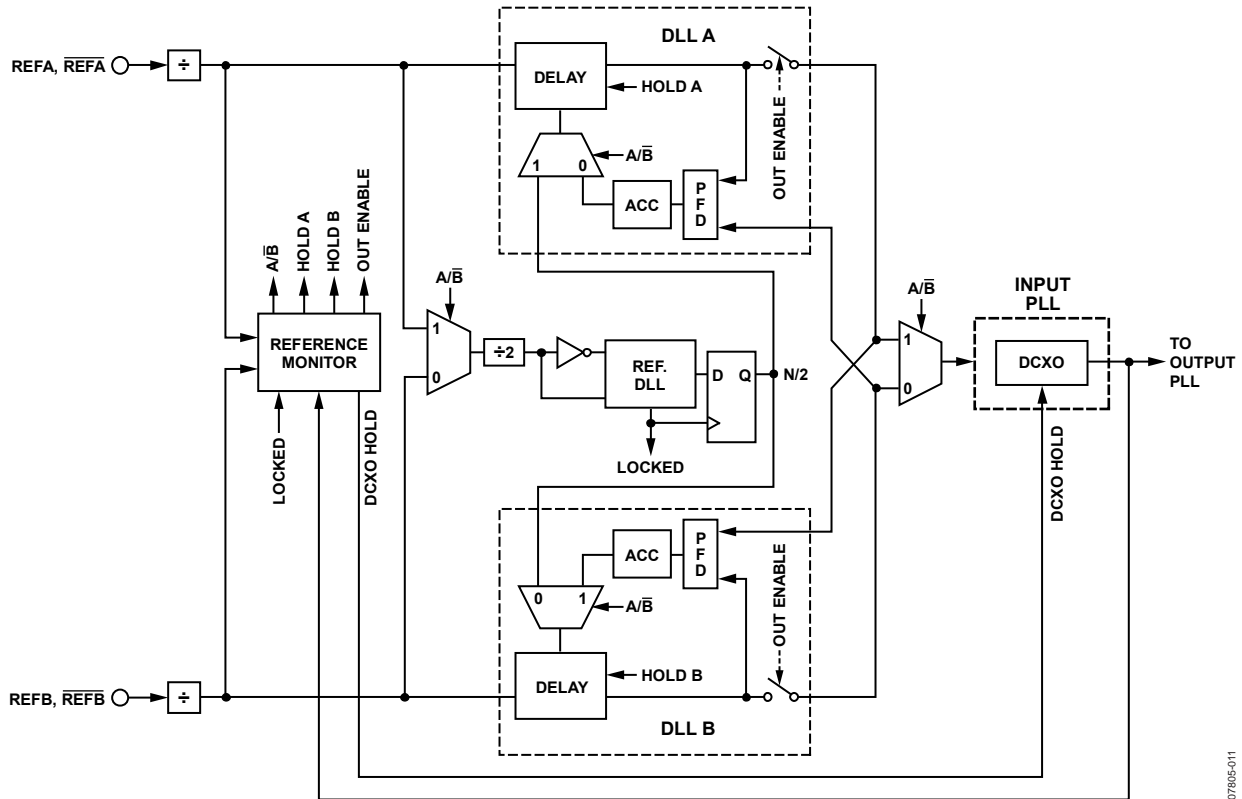 DLL A
REFA, R̅E̅F̅A̅
÷
DELAY
HOLD A
OUT ENABLE
1
0
A/B̅
ACC
PFD
A/B̅
HOLD A
HOLD B
OUT ENABLE
A/B̅
A/B̅
INPUT
PLL
REFERENCE
MONITOR
1
0
÷2
REF.
DLL
D
Q
N/2
1
0
DCXO
TO
OUTPUT
PLL
LOCKED
DCXO HOLD
LOCKED
DCXO HOLD
PFD
ACC
OUT ENABLE
0
1
A/B̅
REFB, R̅E̅F̅B̅
÷
DELAY
HOLD B
DLL B
07805-011